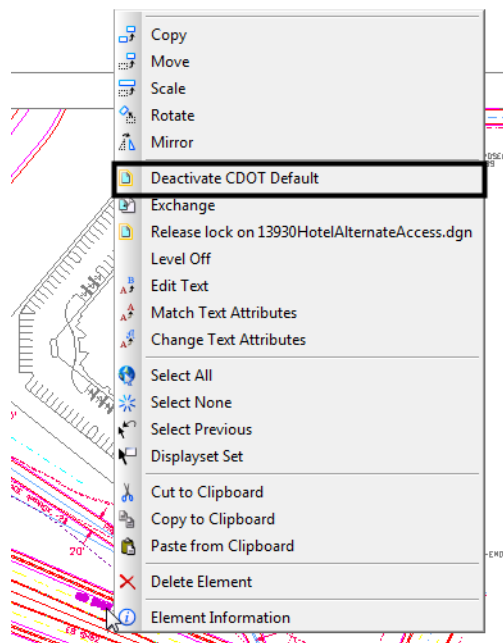 Copy
Move
Scale
Rotate
Mirror
Deactivate CDOT Default
Exchange
Release lock on 13930HotelAlternateAccess.dgn
Level Off
Edit Text
Match Text Attributes
Change Text Attributes
Select All
Select None
Select Previous
Displayset Set
Cut to Clipboard
Copy to Clipboard
Paste from Clipboard
20'
Delete Element
Element Information